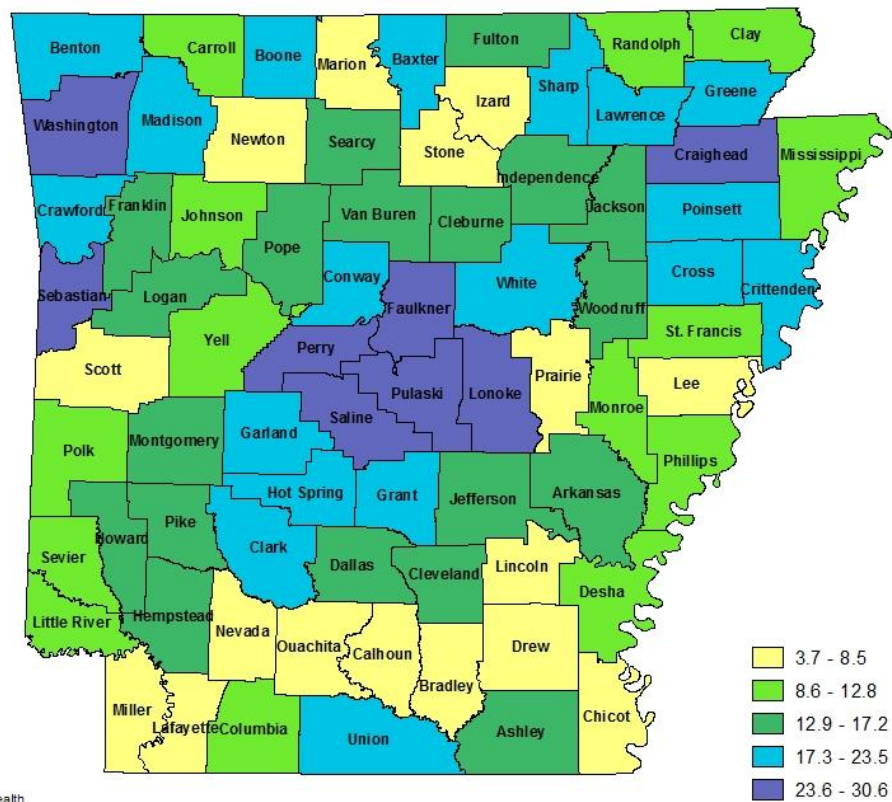 Benton
Carroll
Boone
Marion
Baxter
Fulton
Randolph
Clay
Sharp
Izard
Lawrence
Greene
Washington
Madison
Newton
Searcy
Stone
Independence
Craighead
Mississippi
Crawford
Franklin
Johnson
Pope
Van Buren
Cleburne
Jackson
Poinsett
Sebastian
Logan
Conway
Faulkner
White
Woodruff
Cross
Crittenden
St. Francis
Scott
Yell
Perry
Pulaski
Lonoke
Prairie
Monroe
Lee
Saline
Polk
Montgomery
Garland
Phillips
Hot Spring
Grant
Jefferson
Arkansas
Howard
Pike
Clark
Dallas
Cleveland
Lincoln
Desha
Sevier
Little River
Hempstead
Nevada
Ouachita
Calhoun
Bradley
Drew
Miller
Lafayette
Columbia
Union
Ashley
Chicot
3.7 - 8.5
8.6 - 12.8
12.9 - 17.2
17.3 - 23.5
23.6 - 30.6